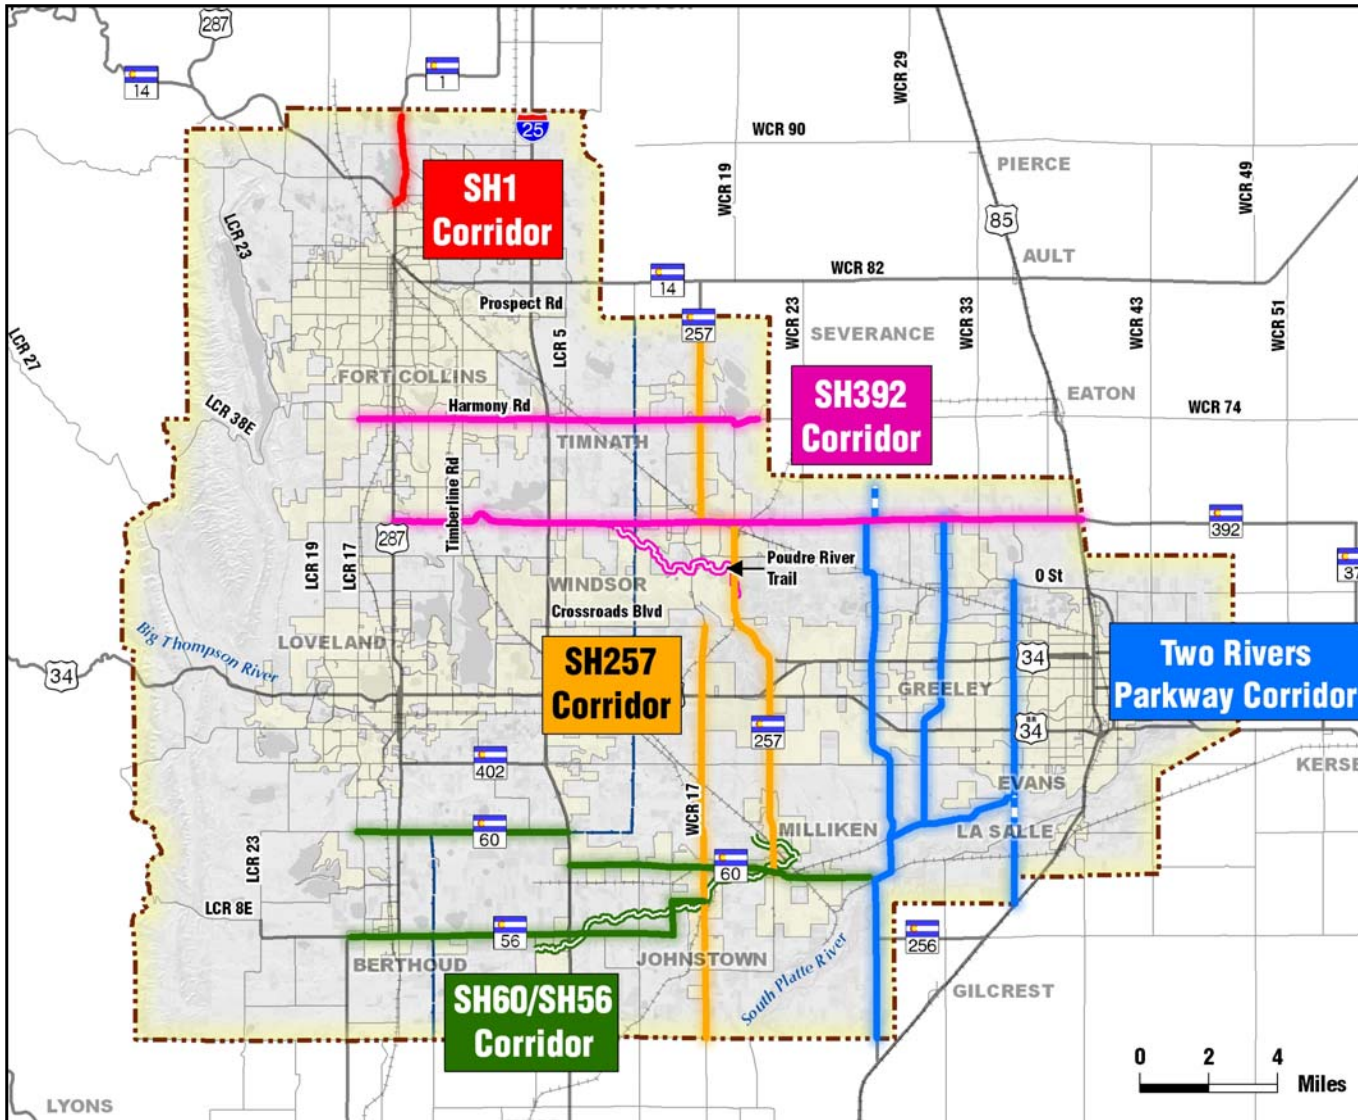 WELLINGTON
287
14
1
25
WCR 29
WCR 90
PIERCE
WCR 19
WCR 49
SH1
Corridor
LCR 23
85
AULT
14
WCR 82
Prospect Rd
LCR 5
257
WCR 23
SEVERANCE
WCR 33
WCR 43
WCR 51
LCR 27
FORT COLLINS
SH392
Corridor
EATON
LCR 38E
Harmony Rd
WCR 74
TIMNATH
Timberline Rd
287
392
LCR 19
LCR 17
WINDSOR
Poudre River
Trail
O St
37
Crossroads Blvd
Big Thompson River
LOVELAND
34
SH257
Corridor
34
Two Rivers
Parkway Corridor
GREELEY
257
BR
34
402
EVANS
KERSE
WCR 17
60
MILLIKEN
LA SALLE
LCR 23
60
LCR 8E
56
256
BERTHOUD
JOHNSTOWN
South Platte River
GILCREST
SH60/SH56
Corridor
0 2 4
Miles
LYONS